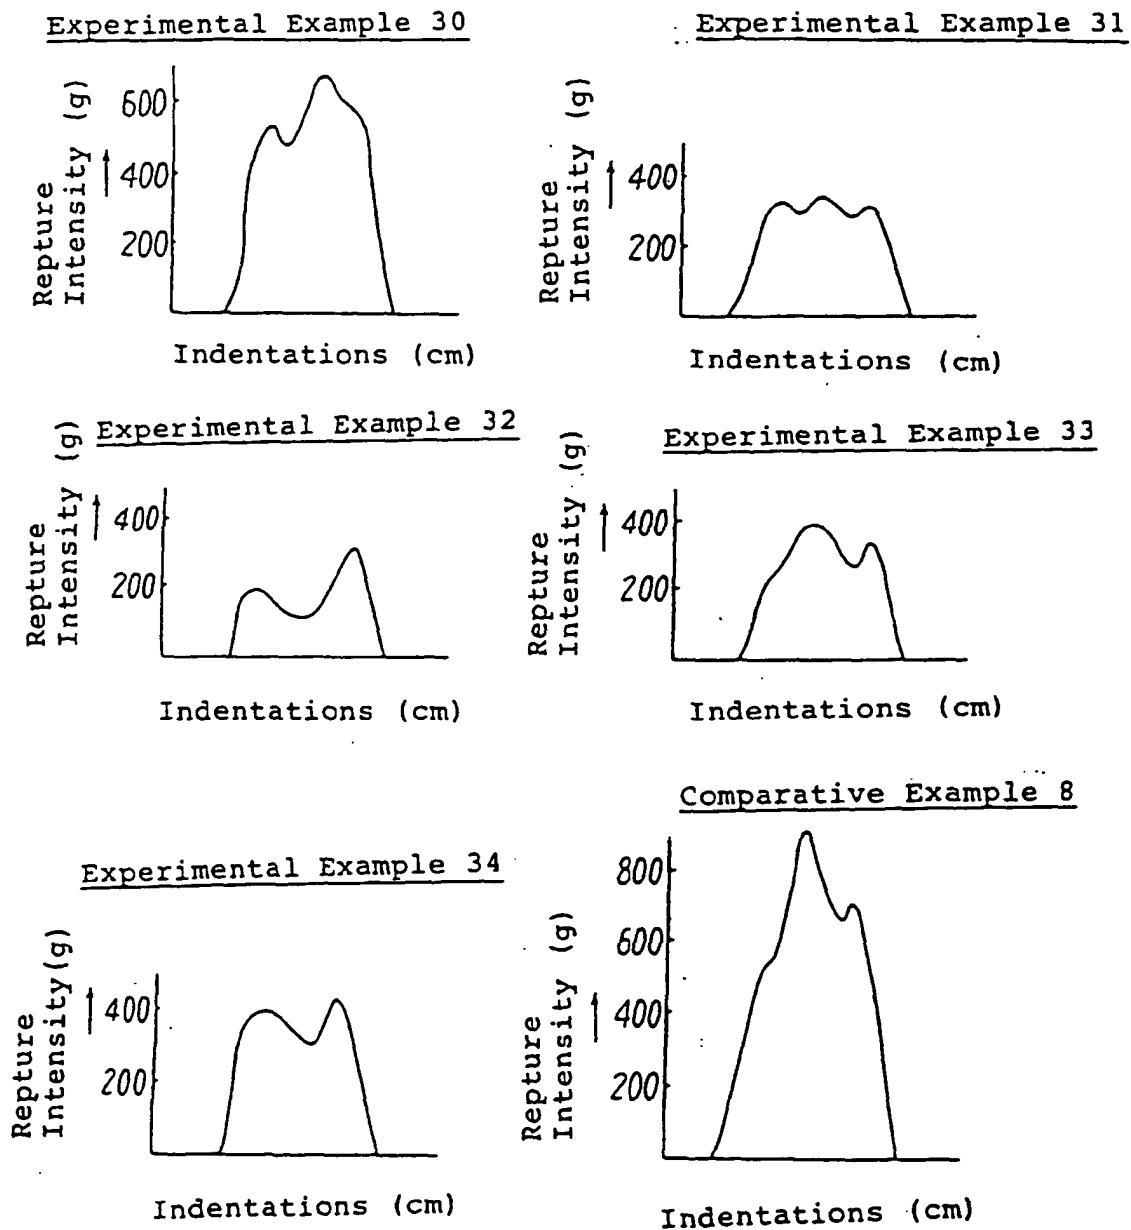 Experimental Example 30
Repture
Intensity (g)
600
400
200
Indentations (cm)
Experimental Example 31
Repture
Intensity (g)
400
200
Indentations (cm)
Experimental Example 32
Repture
Intensity (g)
400
200
Indentations (cm)
Experimental Example 33
Repture
Intensity (g)
400
200
Indentations (cm)
Experimental Example 34
Repture
Intensity (g)
400
200
Indentations (cm)
Comparative Example 8
Repture
Intensity (g)
800
600
400
200
Indentations (cm)